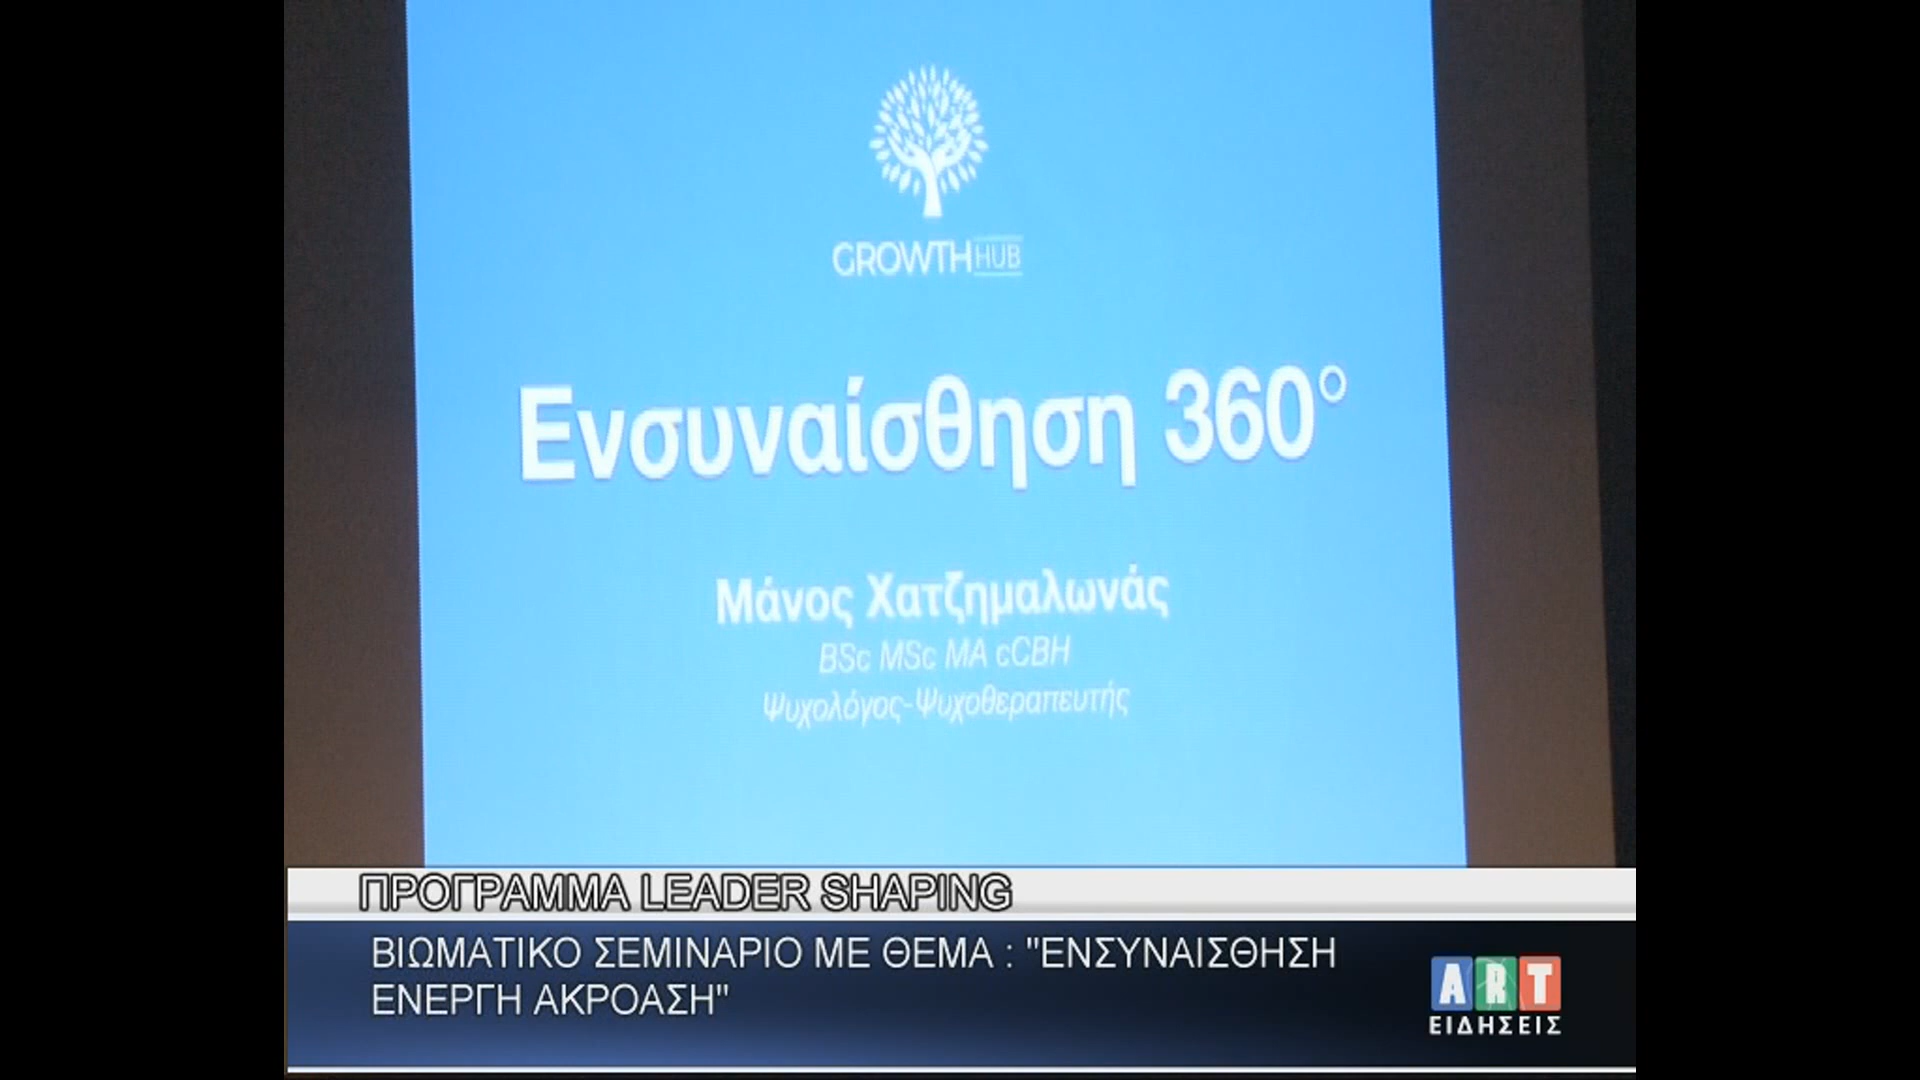 GROWTH HUB
Ενσυναίσθηση 360°
Μάνος Χατζημαλωνάς
BSc MSc MA cCBH
Ψυχολόγος-Ψυχοθεραπευτής
ΠΡΟΓΡΑΜΜΑ LEADER SHAPING
ΒΙΩΜΑΤΙΚΟ ΣΕΜΙΝΑΡΙΟ ΜΕ ΘΕΜΑ : "ΕΝΣΥΝΑΙΣΘΗΣΗ
ΕΝΕΡΓΗ ΑΚΡΟΑΣΗ"
ART
ΕΙΔΗΣΕΙΣ